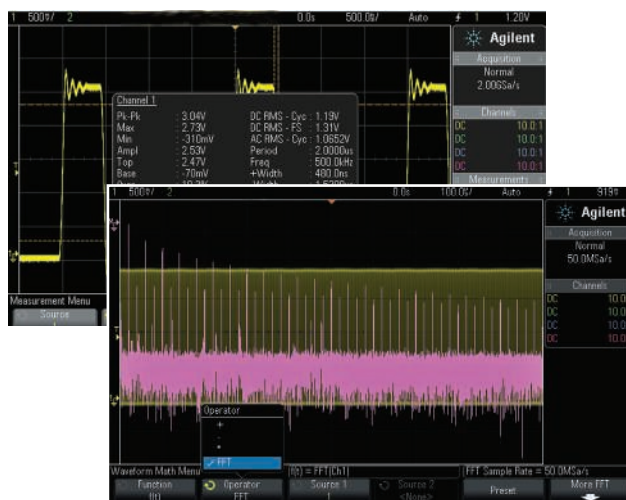 1 500%/ 2 0.0s 500.0%/ Auto 1 1.20V
Agilent
Acquisition
Normal
2.00GSa/s
Channels
DC 10.0:1
DC 10.0:1
DC 10.0:1
DC 10.0:1
Measurements
Channel 1
Pk-Pk : 3.04V DC RMS - Cyc : 1.19V
Max : 2.73V DC RMS - FS : 1.31V
Min : -310mV AC RMS - Cyc : 1.0652V
Ampl : 2.53V Period : 2.0000us
Top : 2.47V Freq : 500.0kHz
Base : -70mV +Width : 480.0ns
Measurement Menu
Source
1 500%/ 2 0.0s 100.0%/ Auto 1 919%
Agilent
Acquisition
Normal
50.0MSa/s
Channels
DC 10.0
DC 10.0
DC 10.0
DC 10.0
Operator
+
-
*
FFT
Waveform Math Menu f(t) = FFT(Ch1) FFT Sample Rate = 50.0MSa/s
Function Operator Source 1 Source 2 Preset More FFT
f(t) FFT 1 <None>